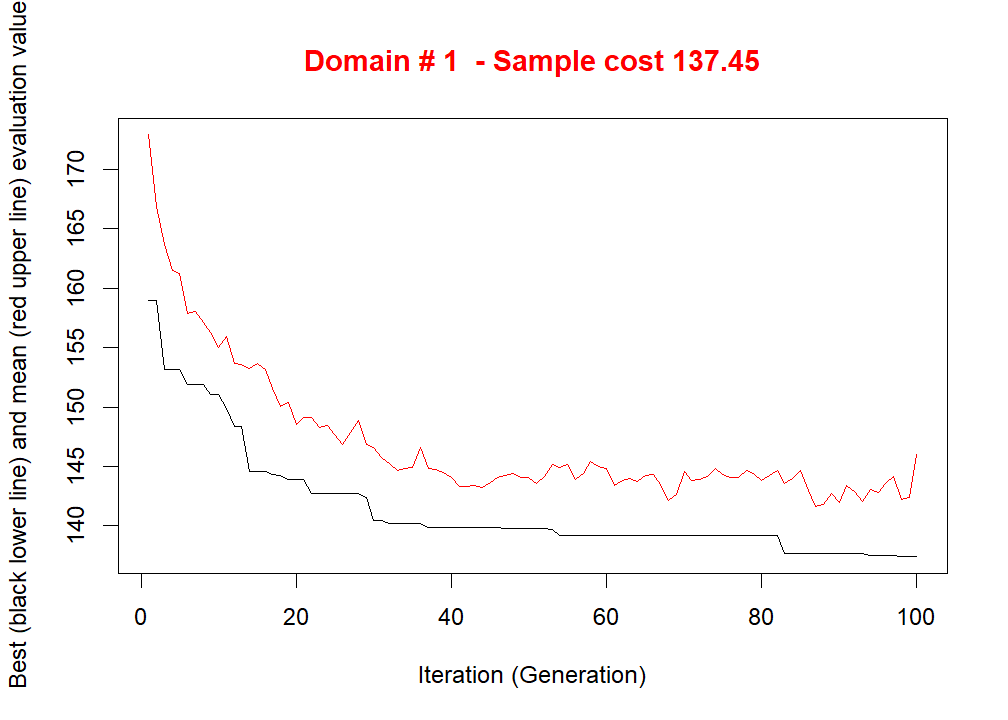 Domain # 1  - Sample cost 137.45
Best (black lower line) and mean (red upper line) evaluation value
170
165
160
155
150
145
140
0 20 40 60 80 100
Iteration (Generation)